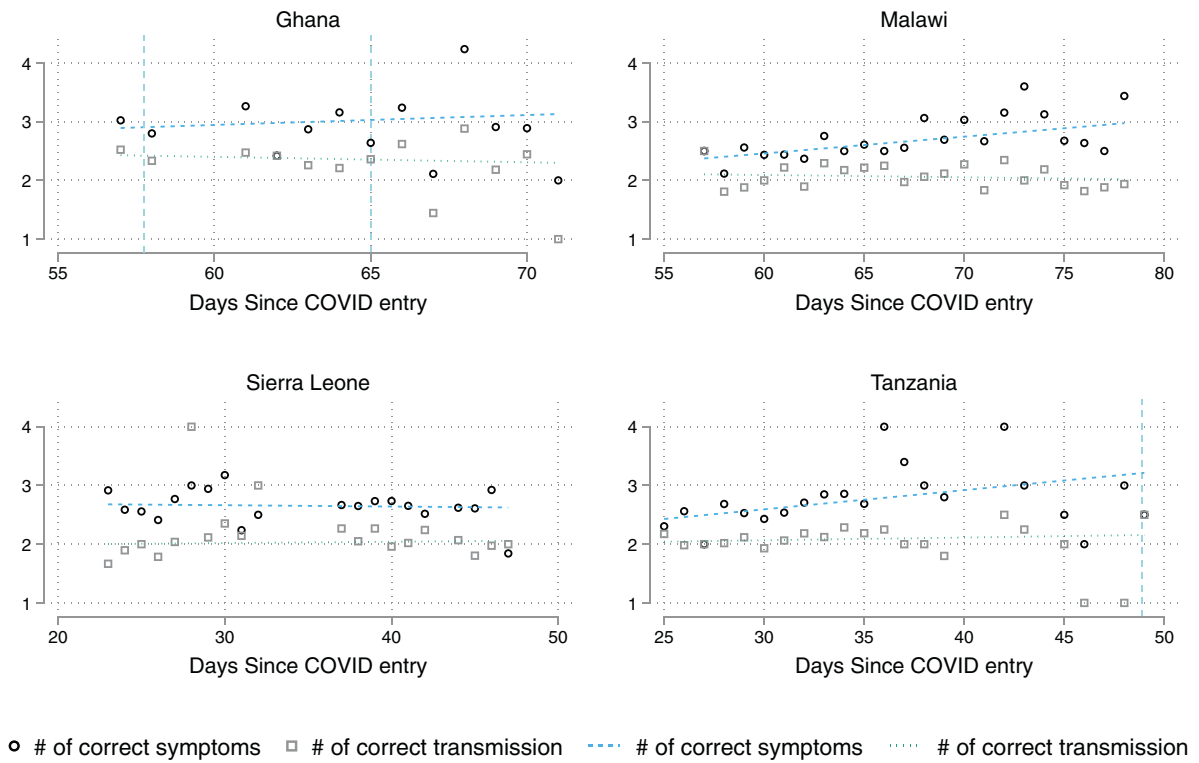 Ghana
4
3
2
1
55 60 65 70
Days Since COVID entry
Malawi
4
3
2
1
55 60 65 70 75 80
Days Since COVID entry
Sierra Leone
4
3
2
1
20 30 40 50
Days Since COVID entry
Tanzania
4
3
2
1
25 30 35 40 45 50
Days Since COVID entry
# of correct symptoms # of correct transmission # of correct symptoms # of correct transmission